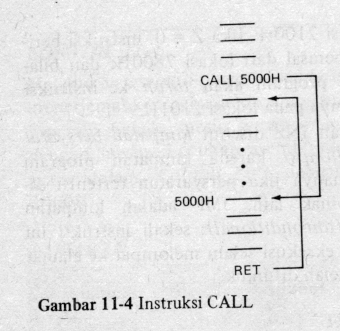 CALL 5000H
5000H
RET
Gambar 11-4 Instruksi CALL